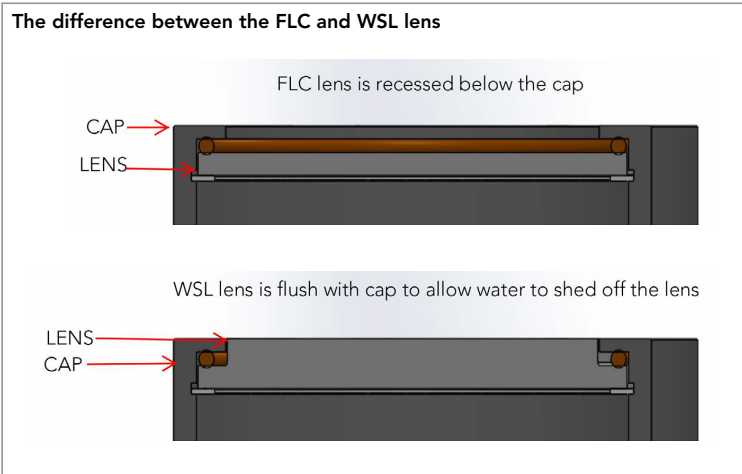 The difference between the FLC and WSL lens
FLC lens is recessed below the cap
CAP
LENS
WSL lens is flush with cap to allow water to shed off the lens
LENS
CAP